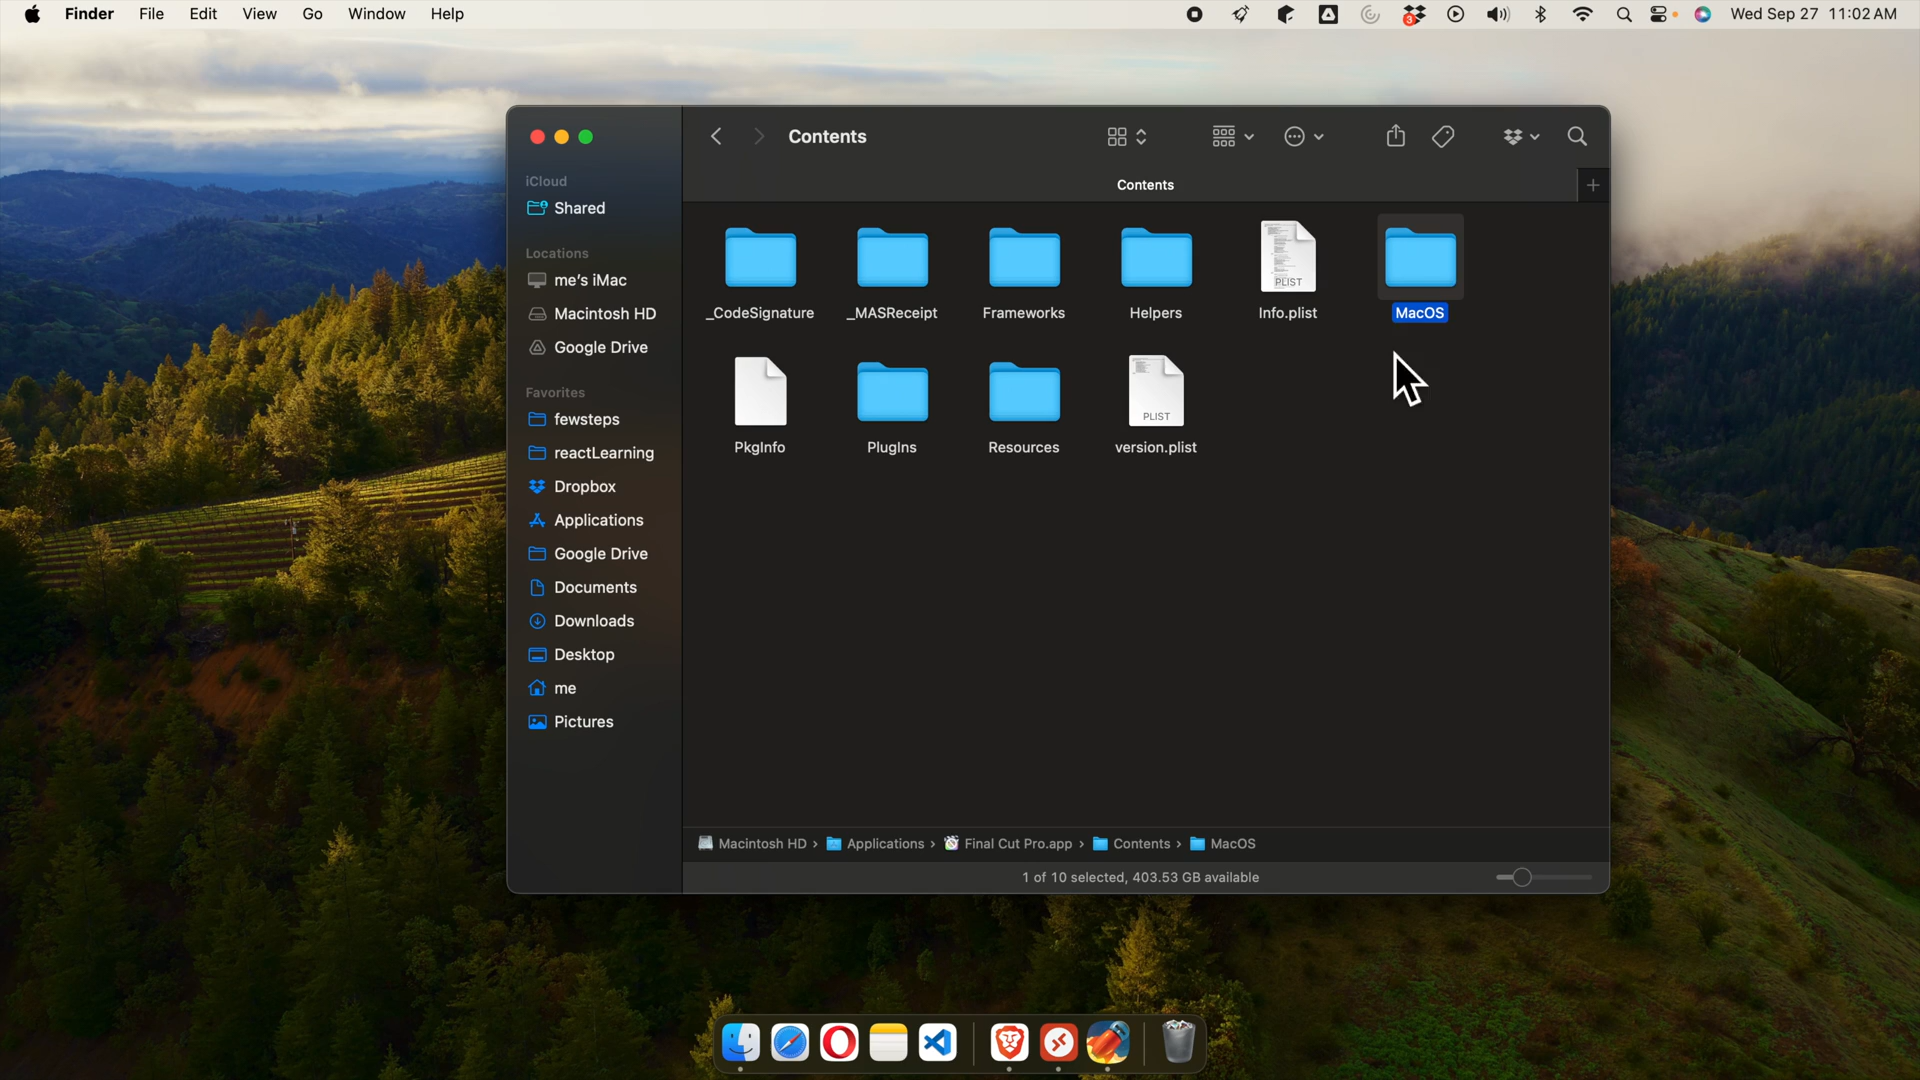 Finder File Edit View Go Window Help 3 Wed Sep 27 11:02 AM
Contents
Contents
iCloud
Shared
Locations
me's iMac
Macintosh HD
Google Drive
Favorites
fewsteps
reactLearning
Dropbox
Applications
Google Drive
Documents
Downloads
Desktop
me
Pictures
PLIST
_CodeSignature _MASReceipt Frameworks Helpers Info.plist MacOS
PLIST
PkgInfo PlugIns Resources version.plist
Macintosh HD › Applications › Final Cut Pro.app › Contents › MacOS
1 of 10 selected, 403.53 GB available